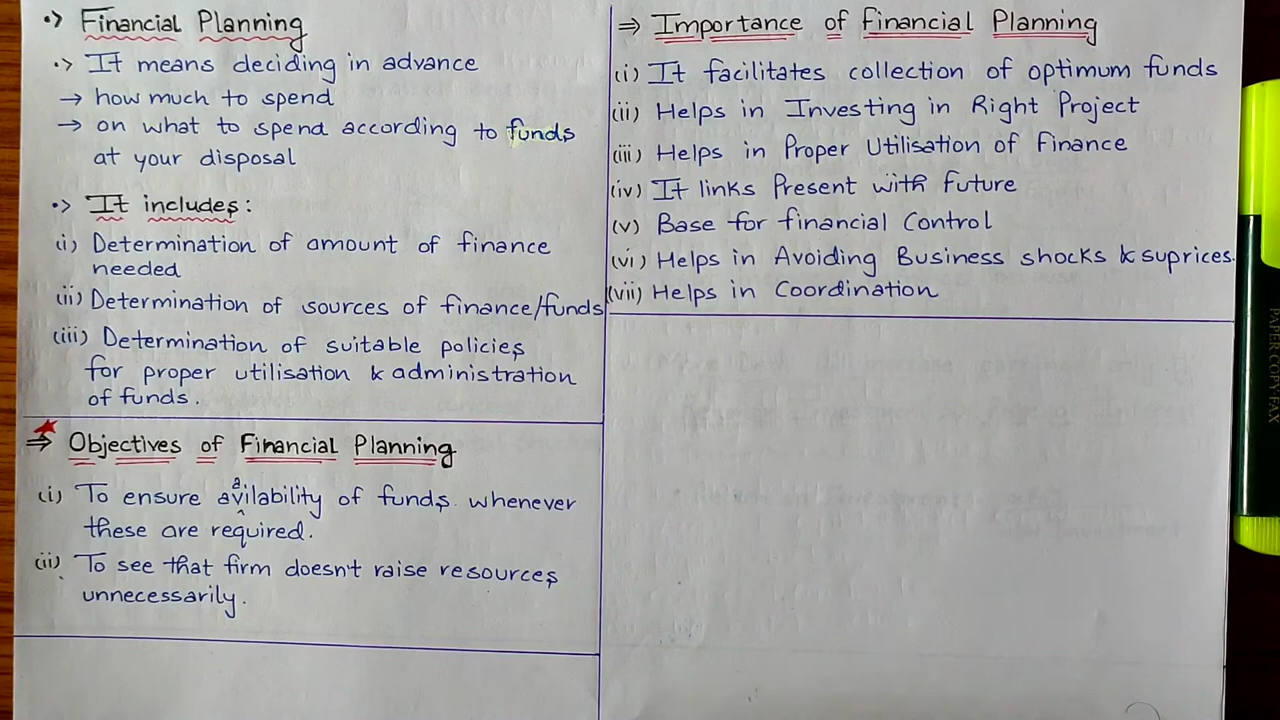 •> Financial Planning
•> It means deciding in advance
→ how much to spend
→ on what to spend according to funds
at your disposal
•> It includes:
(i) Determination of amount of finance
needed
(ii) Determination of sources of finance/funds
(iii) Determination of suitable policies
for proper utilisation & administration
of funds.
⇒ Objectives of Financial Planning
(i) To ensure availability of funds whenever
these are required.
(ii) To see that firm doesn't raise resources
unnecessarily.
⇒ Importance of Financial Planning
(i) It facilitates collection of optimum funds
(ii) Helps in Investing in Right Project
(iii) Helps in Proper Utilisation of Finance
(iv) It links Present with future
(v) Base for financial Control
(vi) Helps in Avoiding Business shocks & suprices.
(vii) Helps in Coordination
PAPER COPY FAX